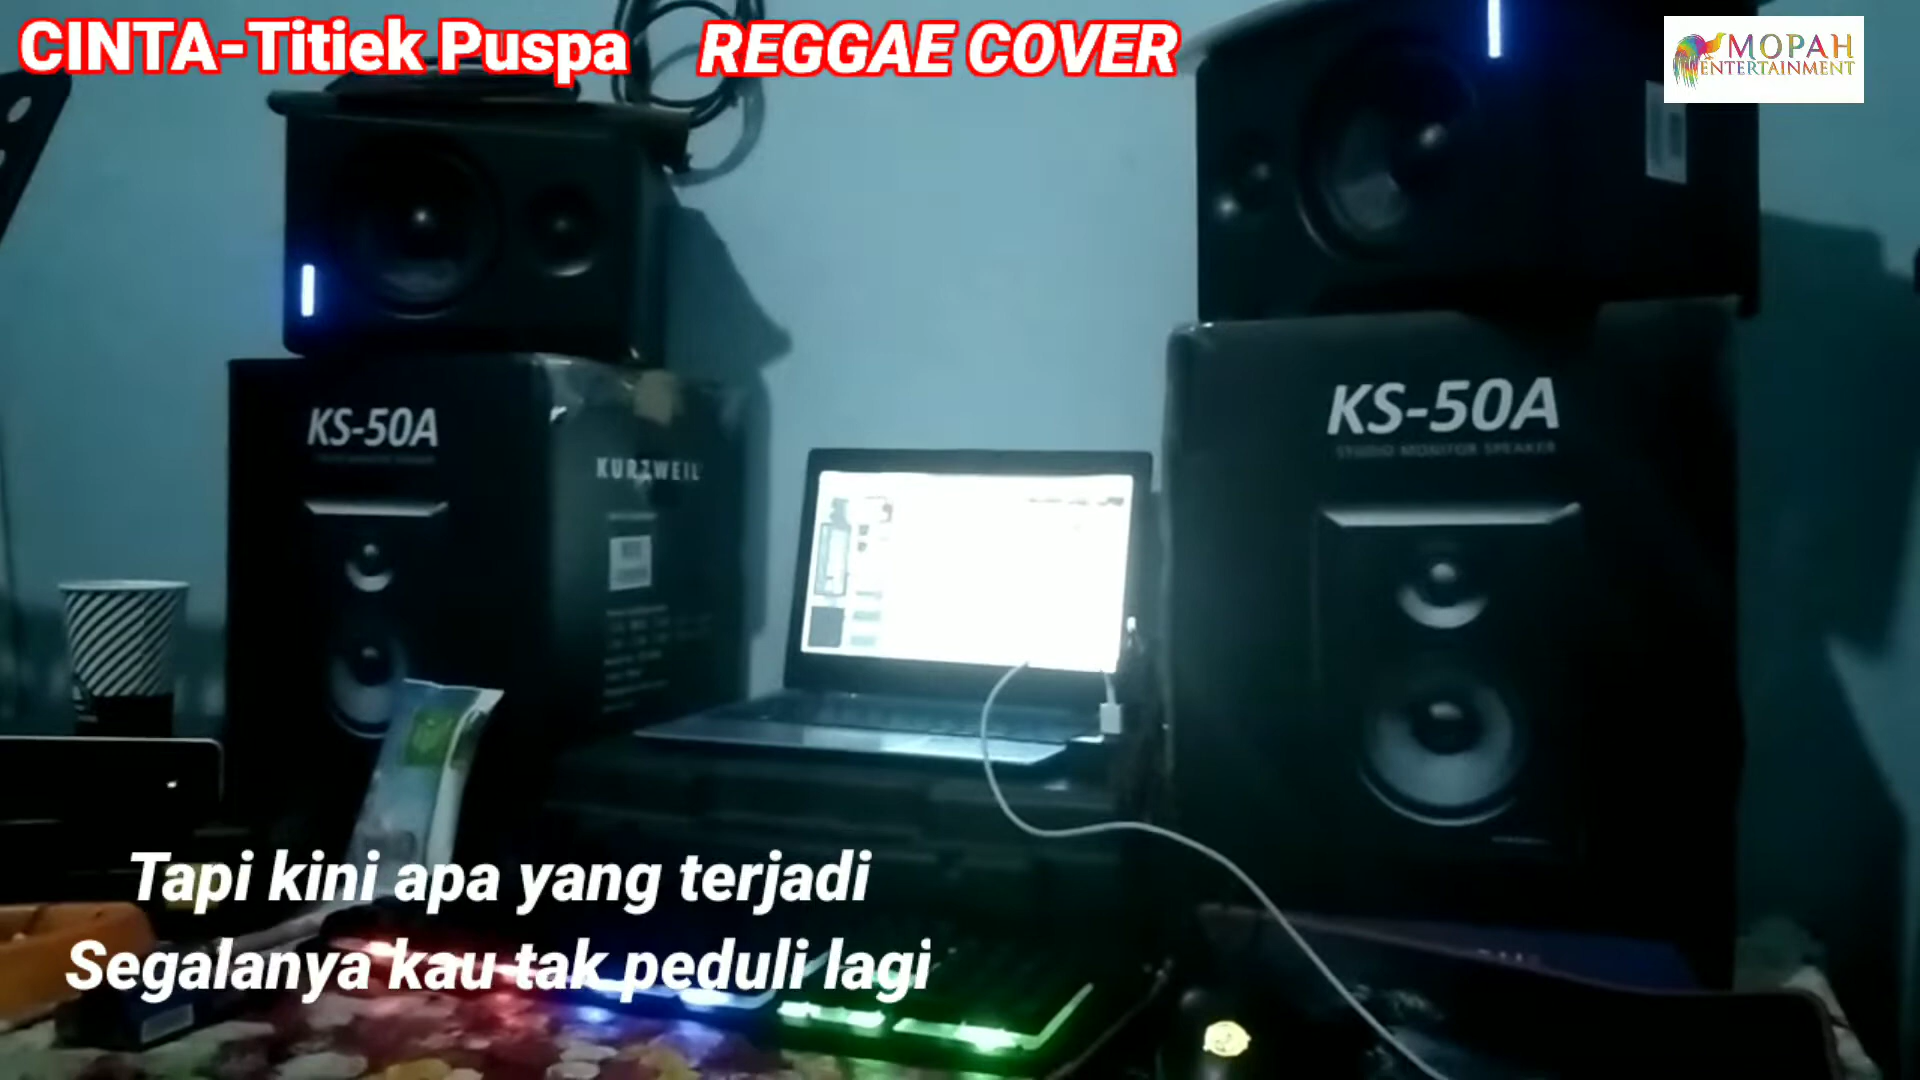 CINTA-Titiek Puspa REGGAE COVER
MOPAH
ENTERTAINMENT
KS-50A
KURZWEIL
KS-50A
STUDIO MONITOR SPEAKER
Tapi kini apa yang terjadi
Segalanya kau tak peduli lagi